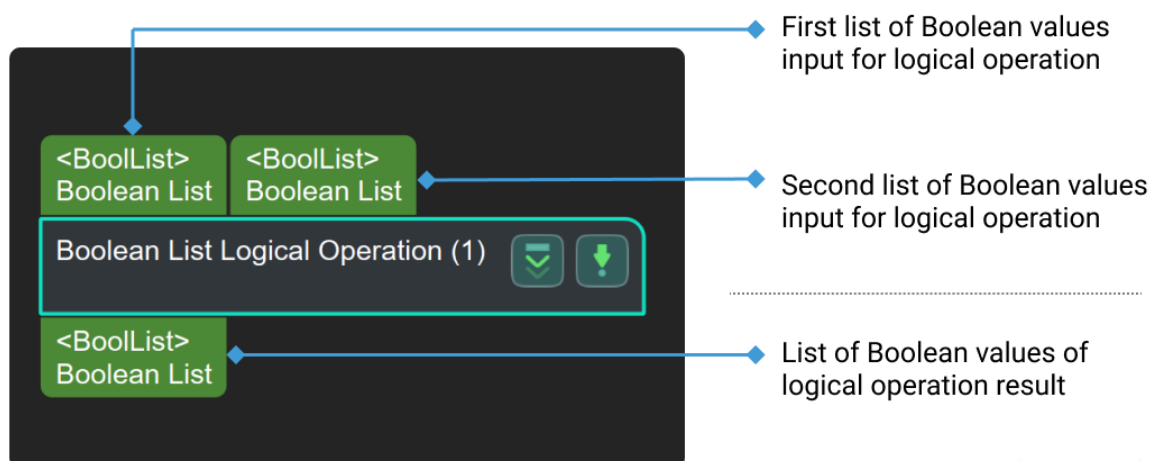 First list of Boolean values
input for logical operation
<BoolList>
Boolean List
<BoolList>
Boolean List
Second list of Boolean values
input for logical operation
Boolean List Logical Operation (1)
<BoolList>
Boolean List
List of Boolean values of
logical operation result